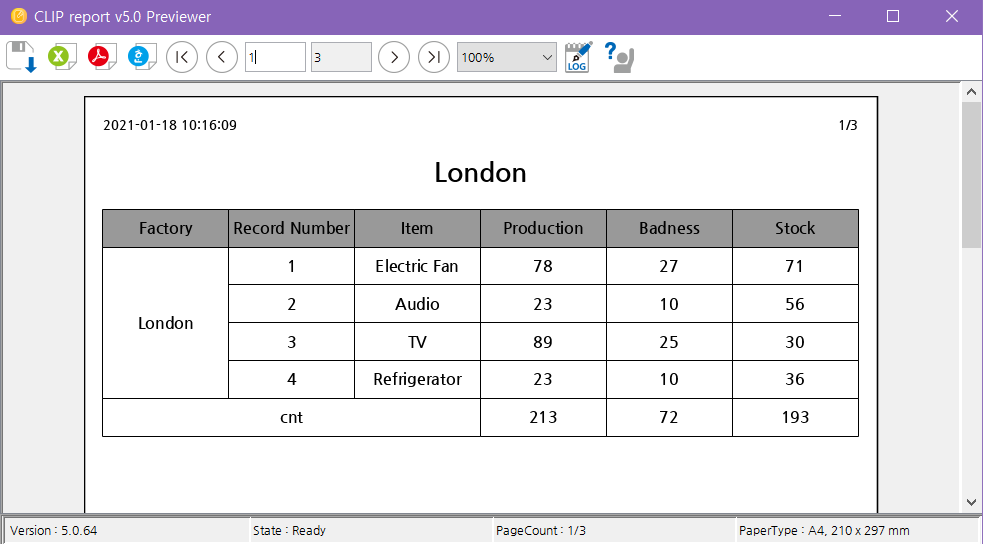 CLIP report v5.0 Previewer
1 3 100% LOG
2021-01-18 10:16:09 1/3
London
Factory Record Number Item Production Badness Stock
1 Electric Fan 78 27 71
2 Audio 23 10 56
London
3 TV 89 25 30
4 Refrigerator 23 10 36
cnt 213 72 193
Version : 5.0.64 State : Ready PageCount : 1/3 PaperType : A4, 210 x 297 mm